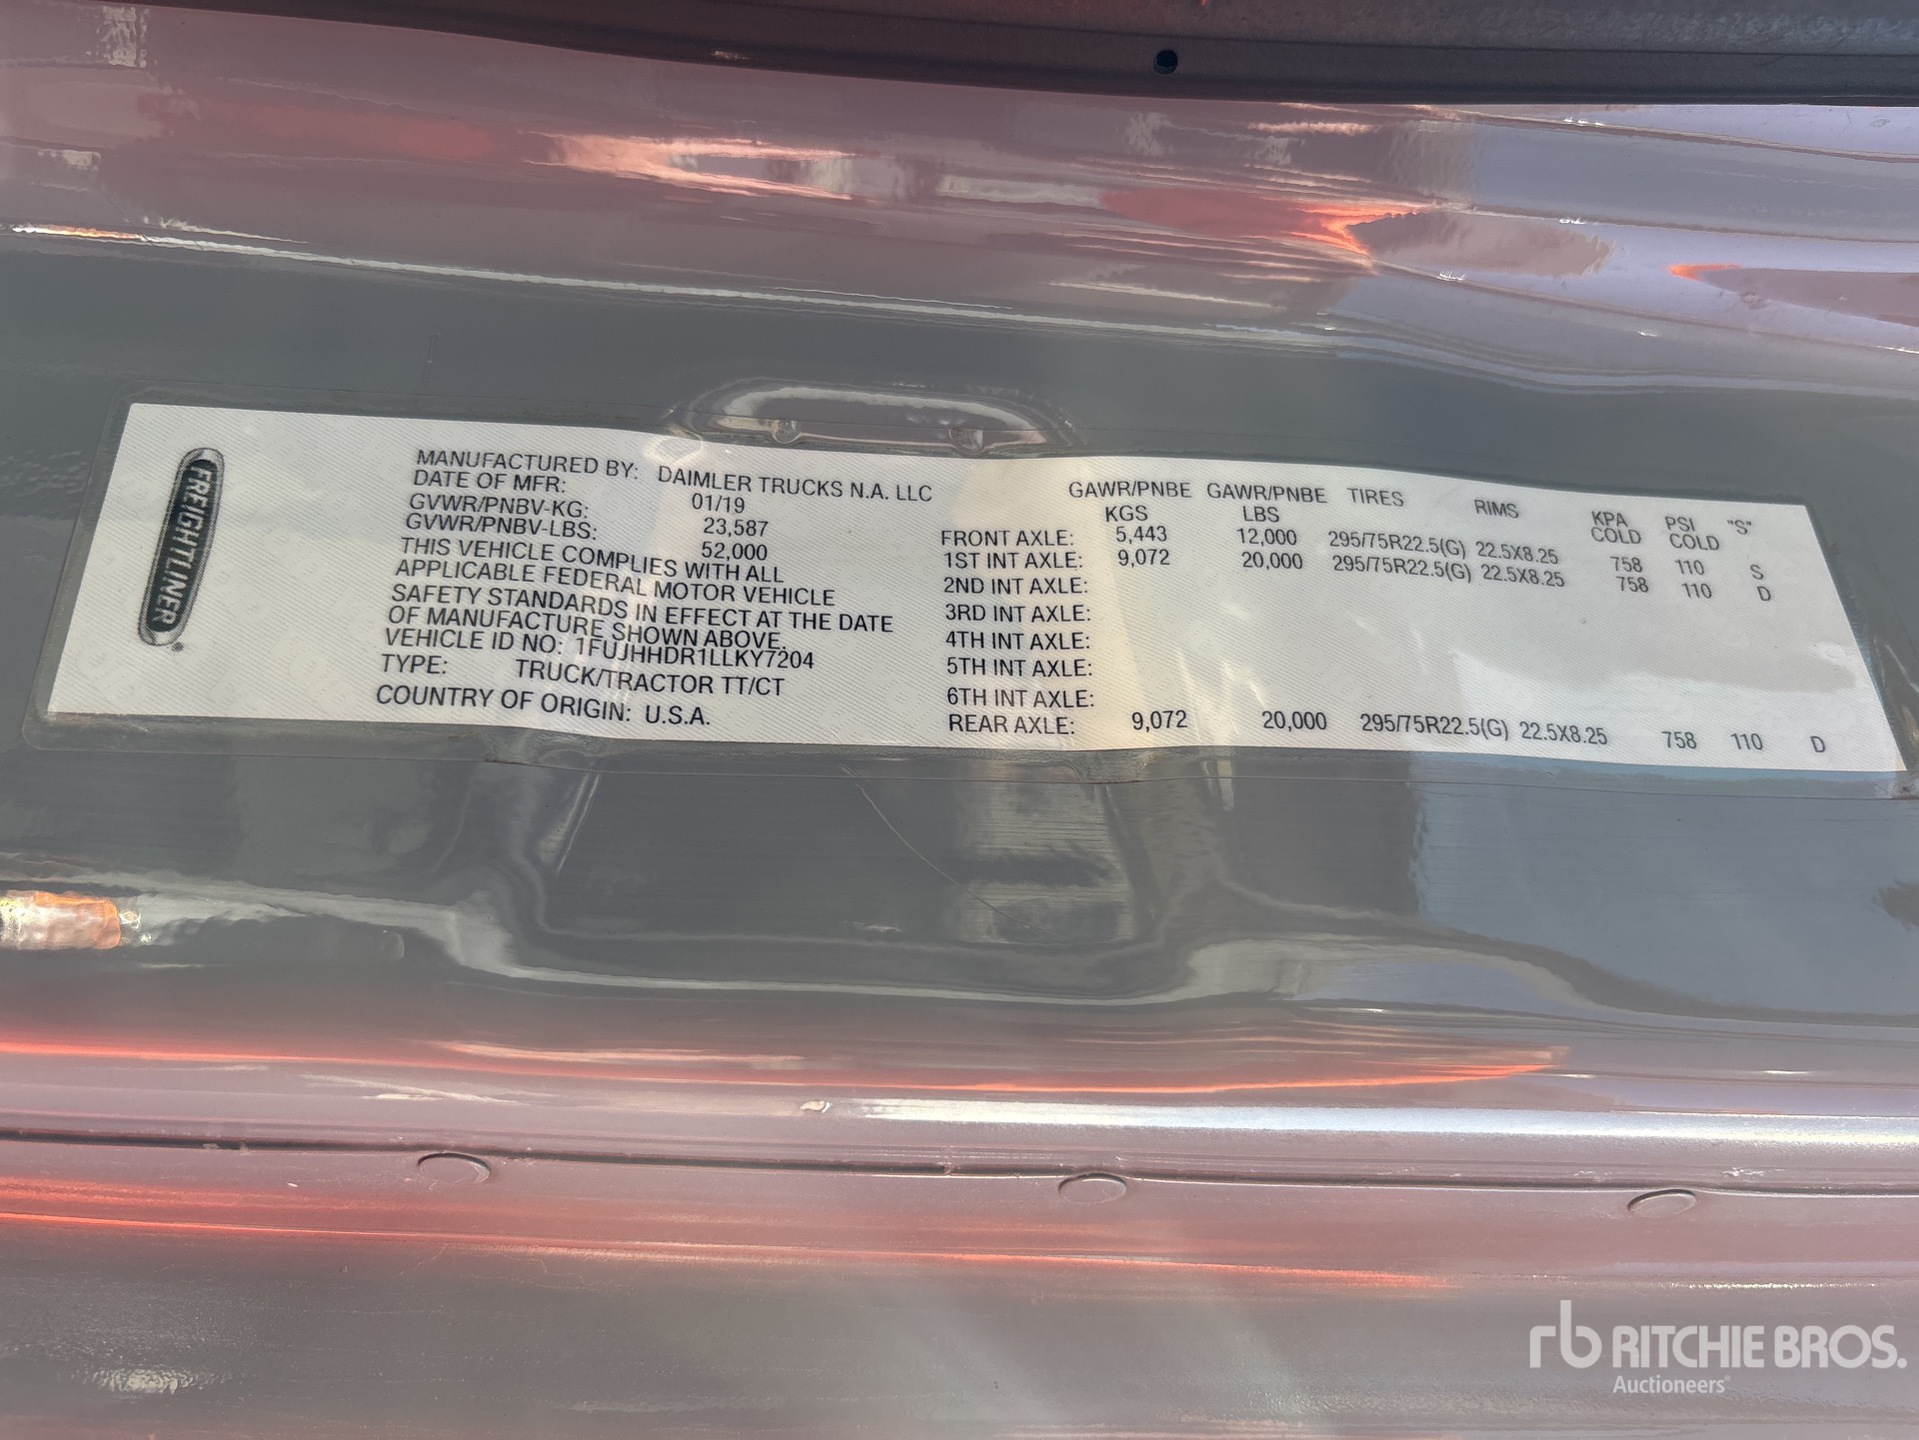 FREIGHTLINER
MANUFACTURED BY: DAIMLER TRUCKS N.A. LLC
DATE OF MFR: 01/19
GVWR/PNBV-KG: 23,587
GVWR/PNBV-LBS: 52,000
THIS VEHICLE COMPLIES WITH ALL
APPLICABLE FEDERAL MOTOR VEHICLE
SAFETY STANDARDS IN EFFECT AT THE DATE
OF MANUFACTURE SHOWN ABOVE.
VEHICLE ID NO: 1FUJHHDR1LLKY7204
TYPE: TRUCK/TRACTOR TT/CT
COUNTRY OF ORIGIN: U.S.A.
GAWR/PNBE GAWR/PNBE TIRES RIMS KPA PSI "S"
KGS LBS COLD COLD
FRONT AXLE: 5,443 12,000 295/75R22.5(G) 22.5X8.25 758 110 S
1ST INT AXLE: 9,072 20,000 295/75R22.5(G) 22.5X8.25 758 110 D
2ND INT AXLE:
3RD INT AXLE:
4TH INT AXLE:
5TH INT AXLE:
6TH INT AXLE:
REAR AXLE: 9,072 20,000 295/75R22.5(G) 22.5X8.25 758 110 D
rb RITCHIE BROS.
Auctioneers